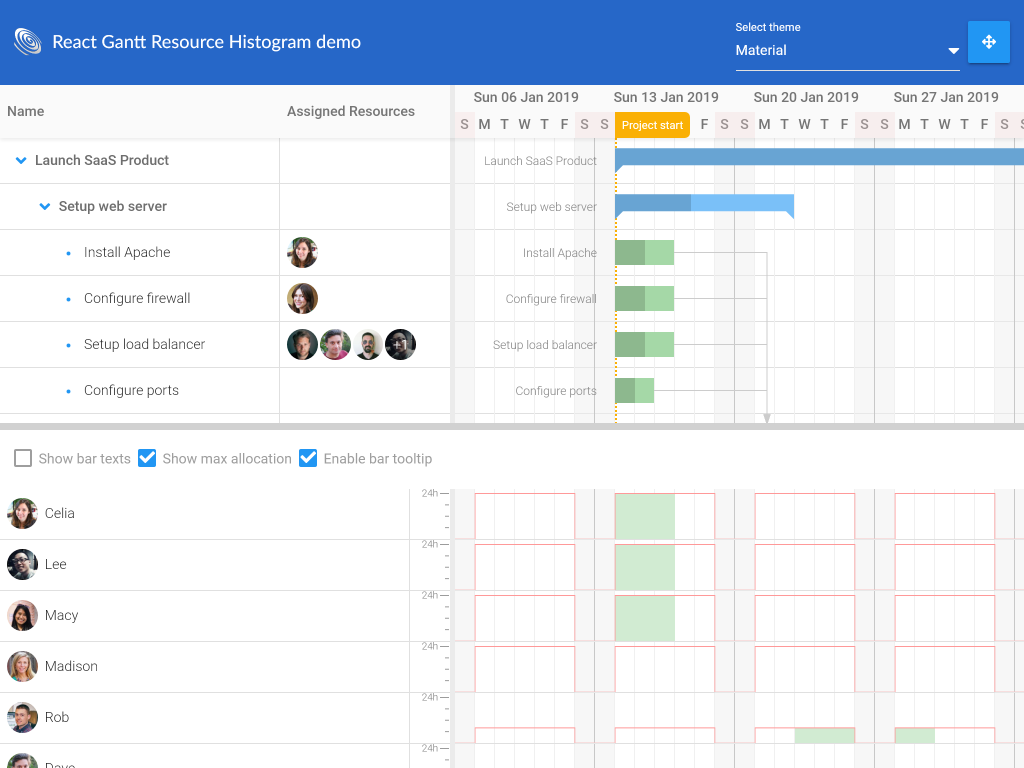 React Gantt Resource Histogram demo
Select theme
Material
Name
Assigned Resources
Sun 06 Jan 2019
Sun 13 Jan 2019
Sun 20 Jan 2019
Sun 27 Jan 2019
S M T W T F S S Project start F S S M T W T F S S M T W T F S S
Launch SaaS Product
Launch SaaS Product
Setup web server
Setup web server
Install Apache
Install Apache
Configure firewall
Configure firewall
Setup load balancer
Setup load balancer
Configure ports
Configure ports
Show bar texts
Show max allocation
Enable bar tooltip
24h
Celia
24h
Lee
24h
Macy
24h
Madison
24h
Rob
24h
Dave